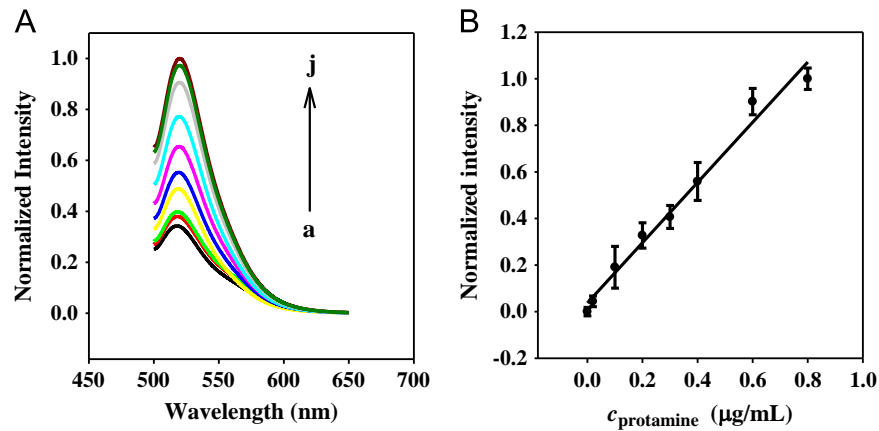 A
Normalized Intensity
1.0
0.8
0.6
0.4
0.2
0.0
j
a
450 500 550 600 650 700
Wavelength (nm)
B
Normalized intensity
1.2
1.0
0.8
0.6
0.4
0.2
0.0
-0.2
0.0 0.2 0.4 0.6 0.8 1.0
c protamine (μg/mL)